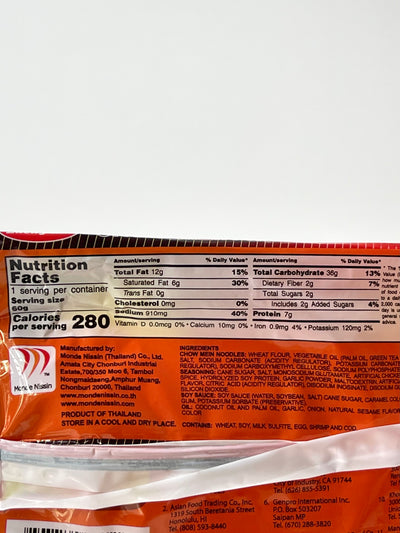 Nutrition
Facts
1 serving per container
Serving size
60g
Calories
per serving 280
Amount/serving % Daily Value*
Total Fat 12g 15%
Saturated Fat 6g 30%
Trans Fat 0g
Cholesterol 0mg 0%
Sodium 910mg 40%
Amount/serving % Daily Value*
Total Carbohydrate 36g 13%
Dietary Fiber 2g 7%
Total Sugars 2g
Includes 2g Added Sugars 4%
Protein 7g
Vitamin D 0.0mcg 0% • Calcium 10mg 0% • Iron 0.9mg 4% • Potassium 120mg 2%
Monde Nissin
Manufactured by:
Monde Nissin (Thailand) Co., Ltd.
Amata City Chonburi Industrial
Estate,700/350 Moo 6, Tambol
Nongmaidaeng,Amphur Muang,
Chonburi 20000, Thailand
www.mondenissin.co.th
www.mondenissin.com
PRODUCT OF THAILAND
STORE IN A COOL AND DRY PLACE.
INGREDIENTS
CHOW MEIN NOODLES: WHEAT FLOUR, VEGETABLE OIL (PALM OIL, GREEN TEA
SALT, SODIUM CARBONATE (ACIDITY REGULATOR), POTASSIUM CARBONATE
REGULATOR), SODIUM CARBOXYMETHYL CELLULOSE, SODIUM POLYPHOSPHATE
SEASONING: CANE SUGAR, SALT, MONOSODIUM GLUTAMATE, ARTIFICIAL CHICKEN
SPICE, HYDROLYZED SOY PROTEIN, GARLIC POWDER, MALTODEXTRIN, ARTIFICIAL
FLAVOR, CITRIC ACID (ACIDITY REGULATOR), DISODIUM
SILICON DIOXIDE.
SOY SAUCE: SOY SAUCE (WATER, SOYBEAN, SALT, CANE SUGAR, CARAMEL COLOR
GUM, POTASSIUM SORBATE (PRESERVATIVE).
OIL: COCONUT OIL AND PALM OIL, GARLIC, ONION, NATURAL SESAME FLAVOR
COLOR.
CONTAINS: WHEAT, SOY, MILK, SULFITE, EGG, SHRIMP AND COD.
City of Industry, CA 91744
Tel (626) 855-5391
2. Asian Food Trading Co., Inc.
1319 South Beretania Street
Honolulu, HI
Tel (808) 593-8440
6. Genpro International Inc.
P.O. Box 503207
Saipan MP
Tel (670) 288-3820